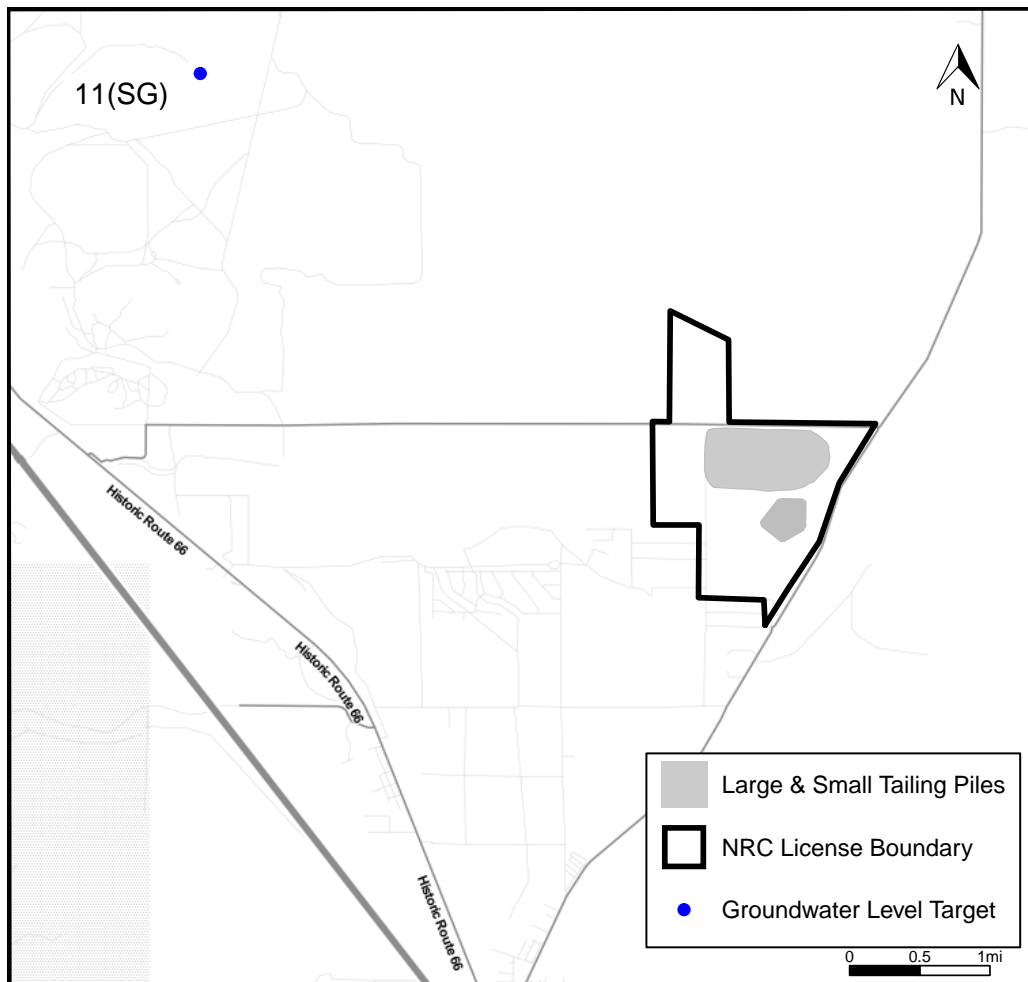 11(SG)
N
Historic Route 66
Historic Route 66
Historic Route 66
Large & Small Tailing Piles
NRC License Boundary
Groundwater Level Target
0 0.5 1mi